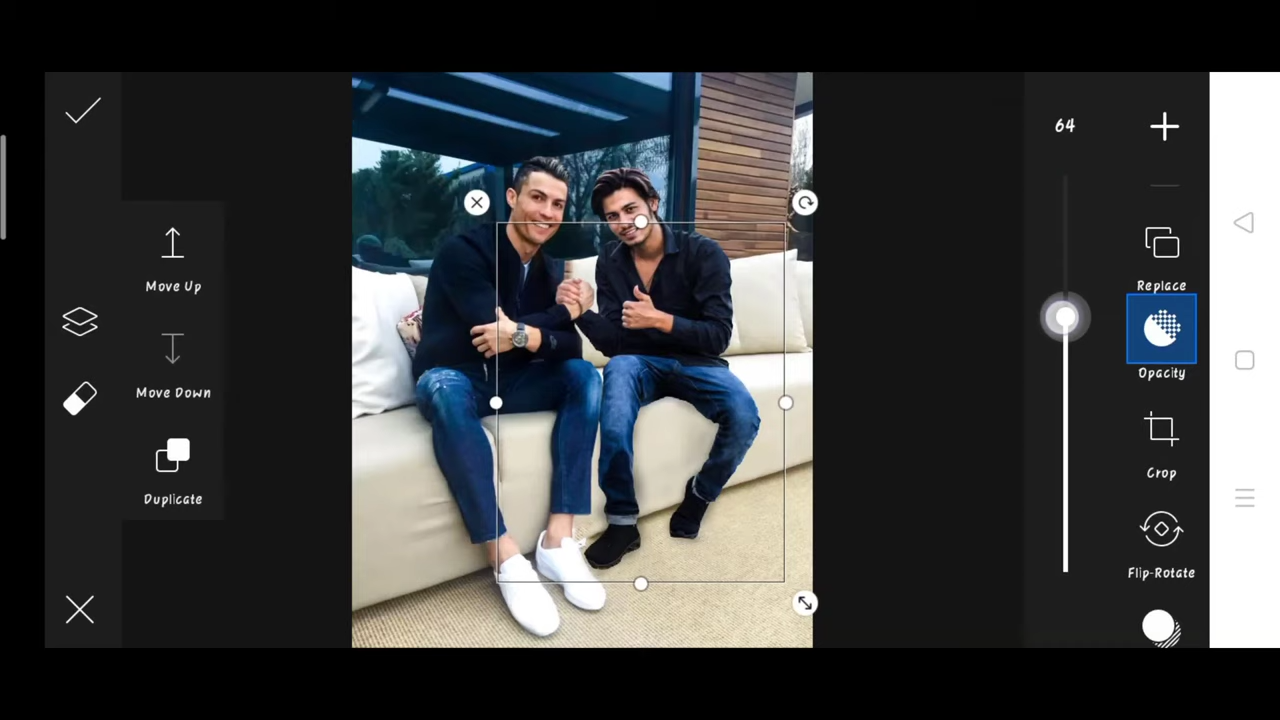 64
Move Up
Replace
Move Down
Opacity
Duplicate
Crop
Flip-Rotate